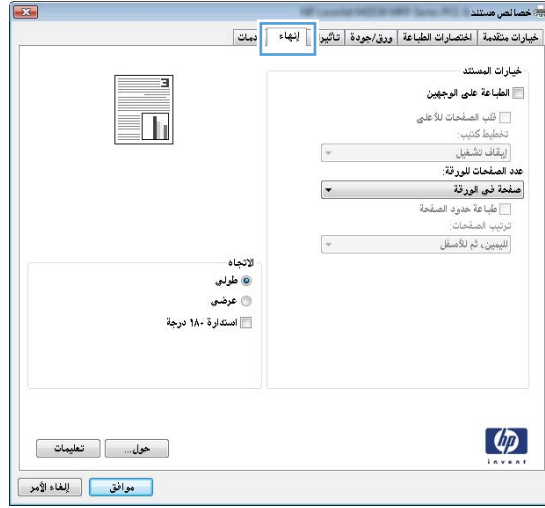 خصائص مستند
خيارات متقدمة
اختصارات الطباعة
ورق/جودة
تأثير
إنهاء
دمات
خيارات المستند
الطباعة على الوجهين
قلب الصفحات للأعلى
تخطيط كتيب:
إيقاف تشغيل
عدد الصفحات للورقة:
صفحة في الورقة
طباعة حدود الصفحة
ترتيب الصفحات:
لليمين، ثم للأسفل
الاتجاه
طولي
عرضي
استدارة ١٨٠ درجة
hp
invent
حول...
تعليمات
موافق
إلغاء الأمر